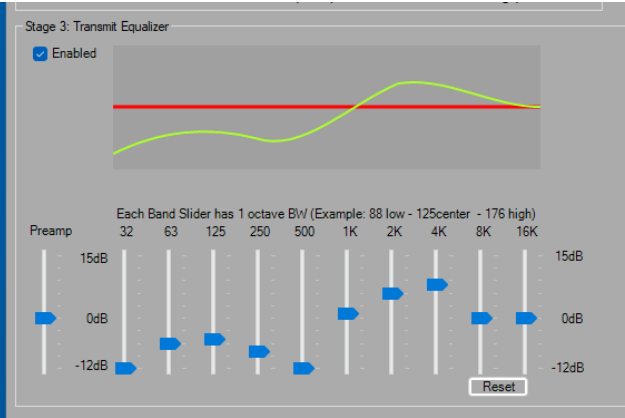 Stage 3: Transmit Equalizer
Enabled
Each Band Slider has 1 octave BW (Example: 88 low - 125center - 176 high)
Preamp 32 63 125 250 500 1K 2K 4K 8K 16K
15dB 15dB
0dB 0dB
-12dB -12dB
Reset